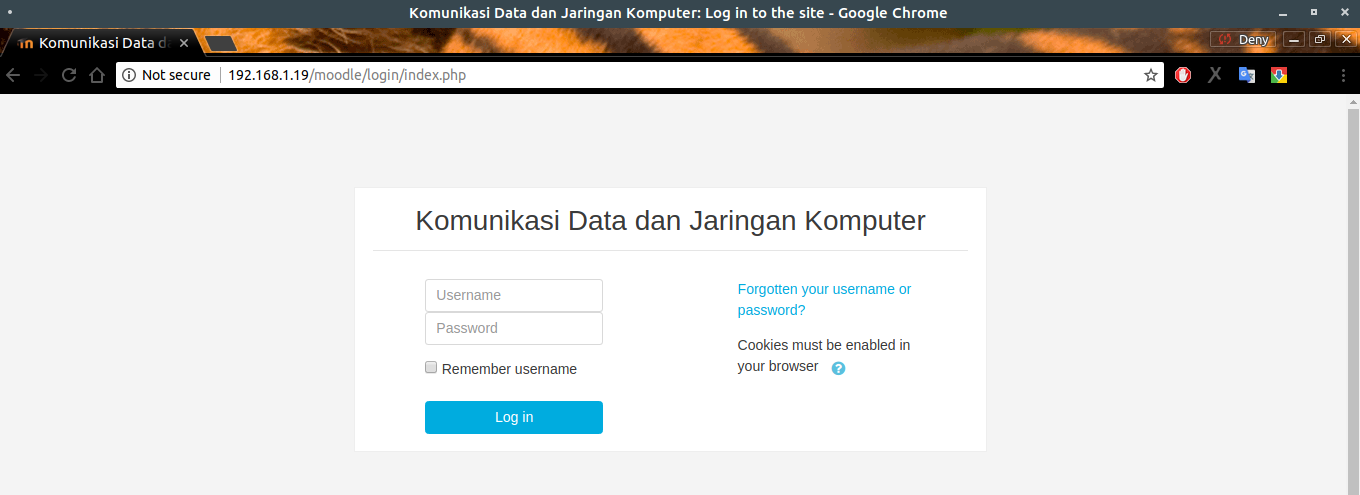 Komunikasi Data dan Jaringan Komputer: Log in to the site - Google Chrome
Komunikasi Data d
Deny
Not secure
192.168.1.19/moodle/login/index.php
Komunikasi Data dan Jaringan Komputer
Username
Password
Remember username
Log in
Forgotten your username or
password?
Cookies must be enabled in
your browser